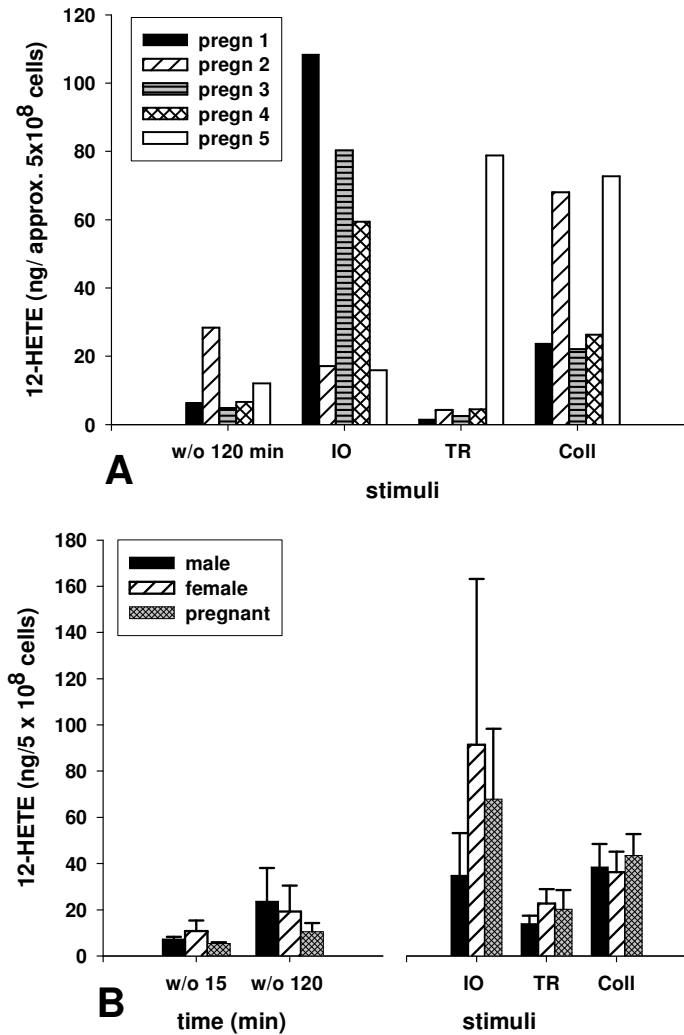 120
100
80
60
40
20
0
12-HETE (ng/ approx. 5x10⁸ cells)
pregn 1
pregn 2
pregn 3
pregn 4
pregn 5
w/o 120 min IO TR Coll
A
stimuli
180
160
140
120
100
80
60
40
20
0
12-HETE (ng/5 x 10⁸ cells)
male
female
pregnant
w/o 15 w/o 120 IO TR Coll
B
time (min) stimuli